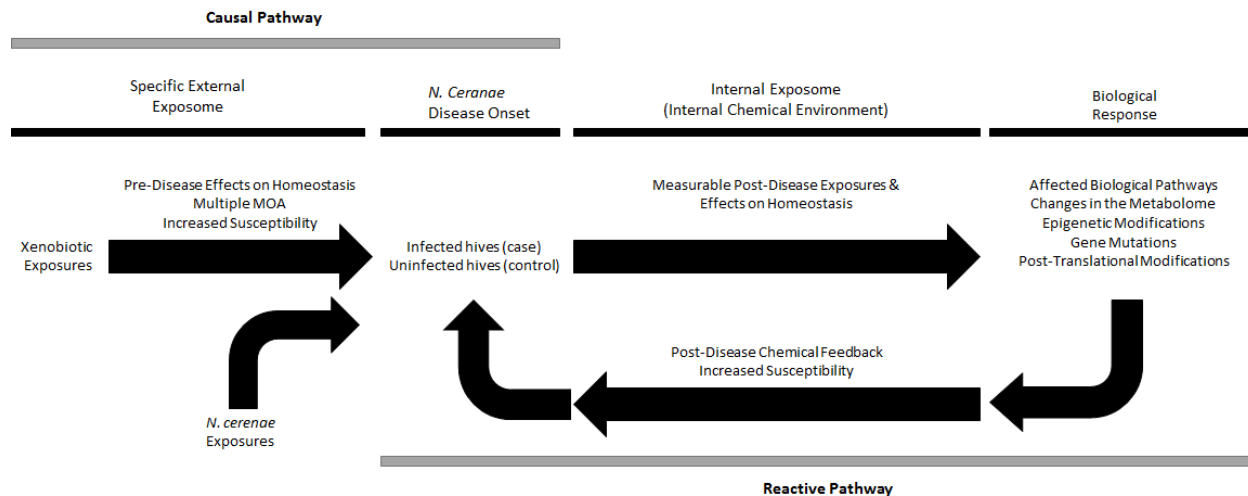 Causal Pathway
Specific External
Exposome
N. Ceranae
Disease Onset
Internal Exposome
(Internal Chemical Environment)
Biological
Response
Pre-Disease Effects on Homeostasis
Multiple MOA
Increased Susceptibility
Xenobiotic
Exposures
Infected hives (case)
Uninfected hives (control)
Measurable Post-Disease Exposures &
Effects on Homeostasis
Affected Biological Pathways
Changes in the Metabolome
Epigenetic Modifications
Gene Mutations
Post-Translational Modifications
N. cerenae
Exposures
Post-Disease Chemical Feedback
Increased Susceptibility
Reactive Pathway